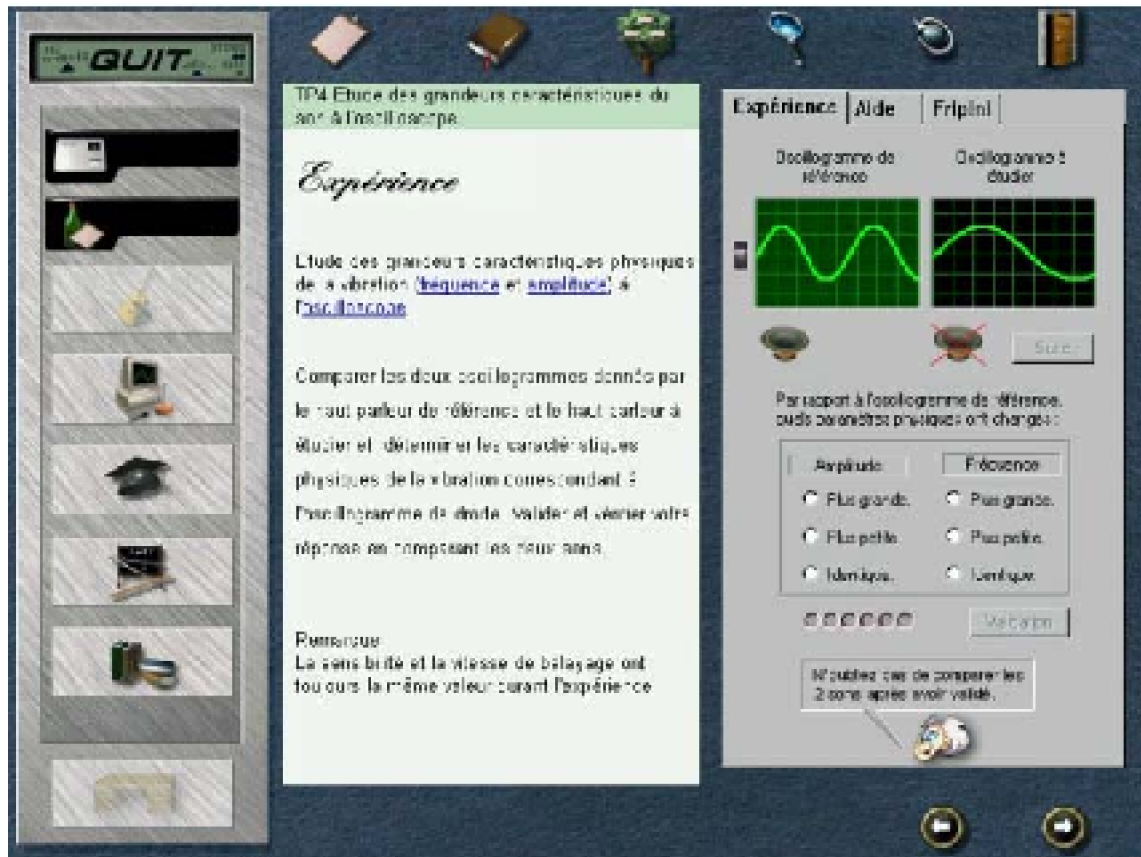 QUIT
TP4 Etude des grandeurs caractéristiques du
son à l'oscilloscope
Expérience
Etude des grandeurs caractéristiques physiques
de la vibration (fréquence et amplitude) à
l'oscilloscope
Comparer les deux oscillogrammes donnés par
le haut parleur de référence et le haut parleur à
étudier et déterminer les caractéristiques
physiques de la vibration correspondant à
l'oscillogramme de droite. Valider et vérifier votre
réponse en comparant les deux sons.
Remarque
La sensibilité et la vitesse de balayage ont
toujours la même valeur durant l'expérience
Expérience Aide Fripini
Oscillogramme de
référence
Oscillogramme à
étudier
Suite
Par rapport à l'oscillogramme de référence,
quels paramètres physiques ont changés :
Amplitude Fréquence
Plus grande. Plus grande.
Plus petite. Plus petite.
Identique. Identique.
Validation
N'oubliez pas de comparer les
2 sons après avoir validé.